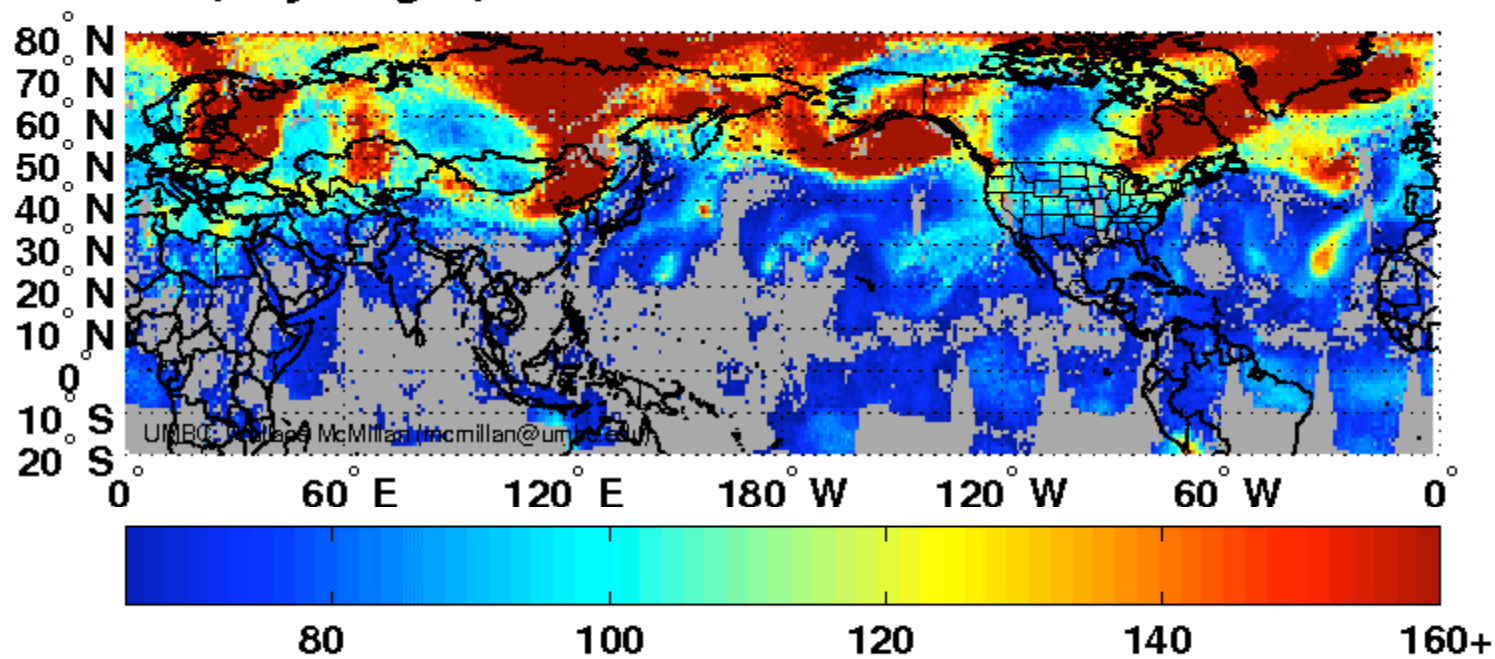 80° N
70° N
60° N
50° N
40° N
30° N
20° N
10° N
0°
10° S
UMBC: Wallace McMillan (mcmillan@umbc.edu)
20° S
0° 60° E 120° E 180° W 120° W 60° W 0°
80 100 120 140 160+